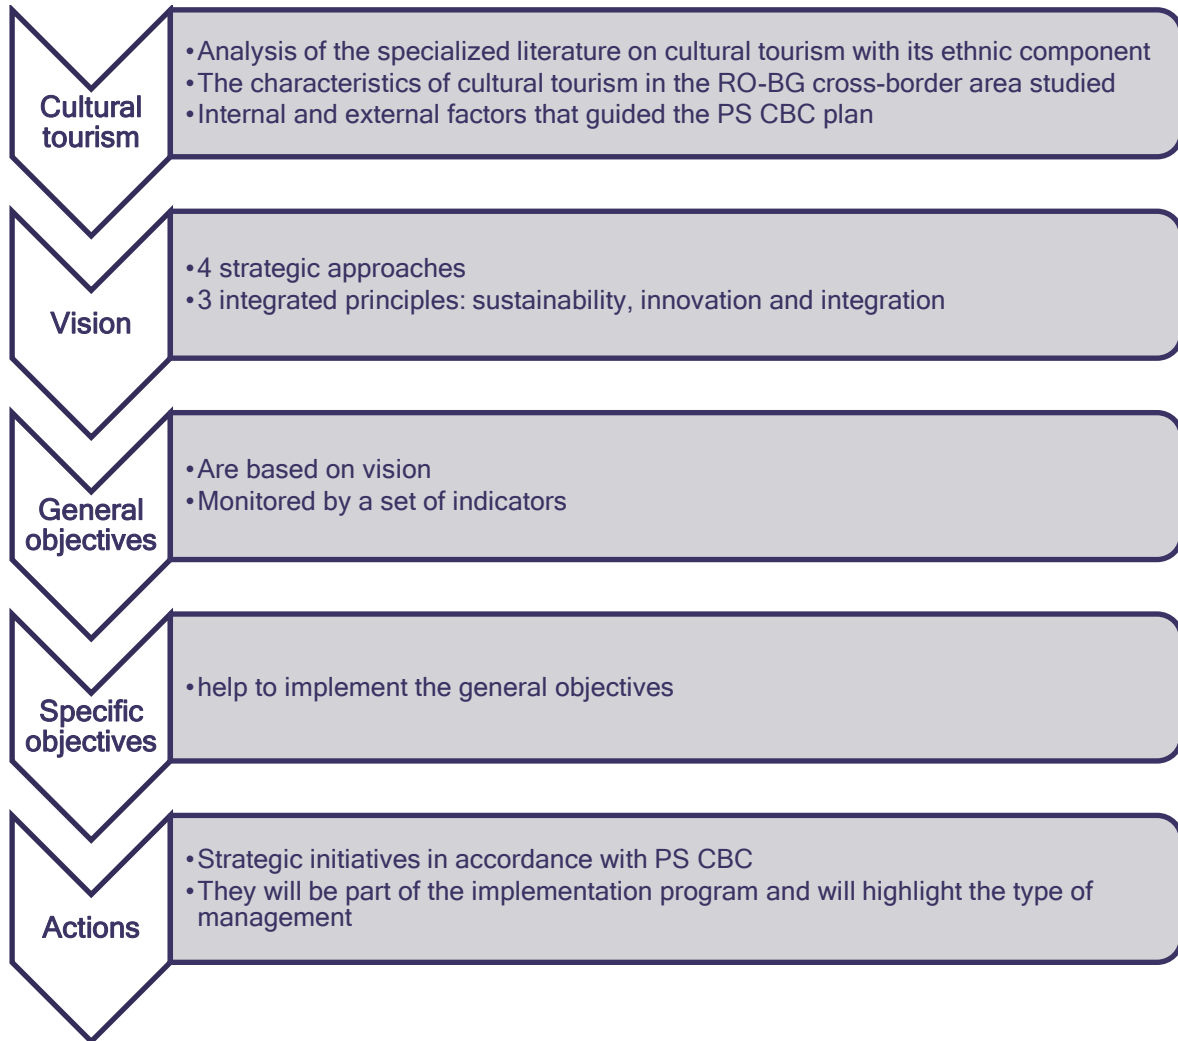 Cultural
tourism
•Analysis of the specialized literature on cultural tourism with its ethnic component
•The characteristics of cultural tourism in the RO-BG cross-border area studied
•Internal and external factors that guided the PS CBC plan
Vision
•4 strategic approaches
•3 integrated principles: sustainability, innovation and integration
General
objectives
•Are based on vision
•Monitored by a set of indicators
Specific
objectives
•help to implement the general objectives
Actions
•Strategic initiatives in accordance with PS CBC
•They will be part of the implementation program and will highlight the type of
management